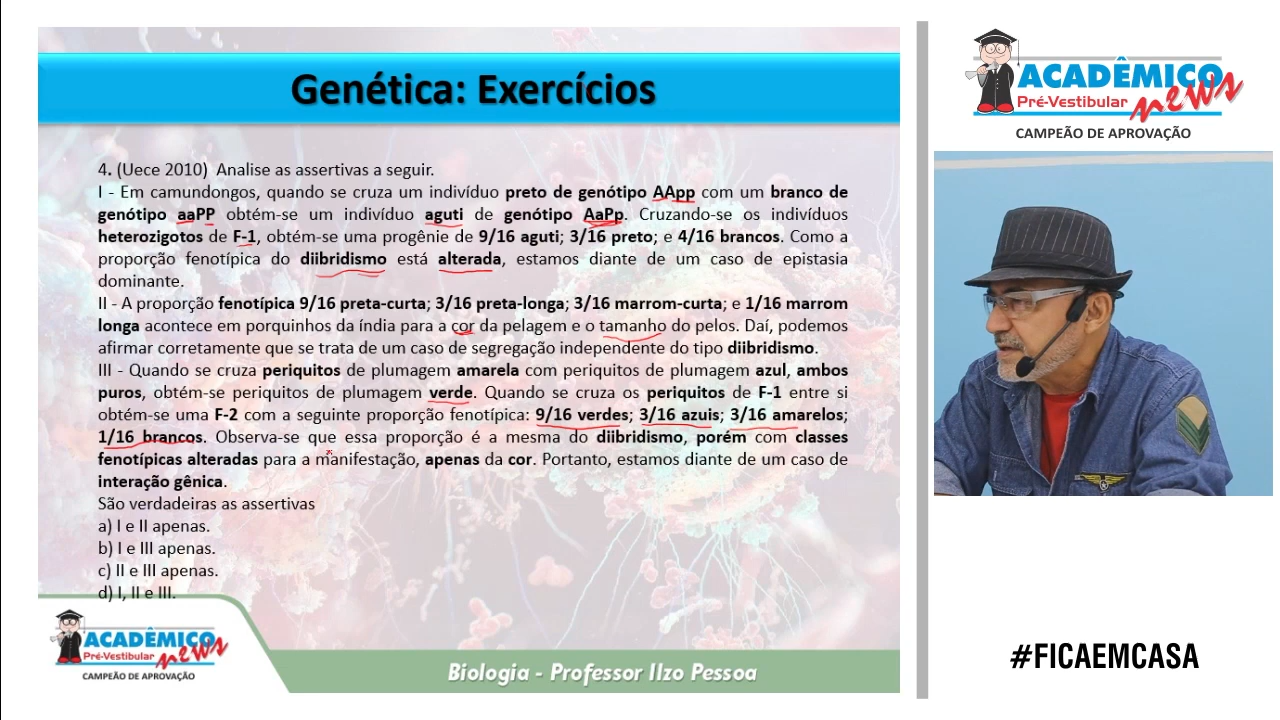 Genética: Exercícios
4. (Uece 2010) Analise as assertivas a seguir.
I - Em camundongos, quando se cruza um indivíduo preto de genótipo AApp com um branco de
genótipo aaPP obtém-se um indivíduo aguti de genótipo AaPp. Cruzando-se os indivíduos
heterozigotos de F-1, obtém-se uma progênie de 9/16 aguti; 3/16 preto; e 4/16 brancos. Como a
proporção fenotípica do diibridismo está alterada, estamos diante de um caso de epistasia
dominante.
II - A proporção fenotípica 9/16 preta-curta; 3/16 preta-longa; 3/16 marrom-curta; e 1/16 marrom
longa acontece em porquinhos da índia para a cor da pelagem e o tamanho do pelos. Daí, podemos
afirmar corretamente que se trata de um caso de segregação independente do tipo diibridismo.
III - Quando se cruza periquitos de plumagem amarela com periquitos de plumagem azul, ambos
puros, obtém-se periquitos de plumagem verde. Quando se cruza os periquitos de F-1 entre si
obtém-se uma F-2 com a seguinte proporção fenotípica: 9/16 verdes; 3/16 azuis; 3/16 amarelos;
1/16 brancos. Observa-se que essa proporção é a mesma do diibridismo, porém com classes
fenotípicas alteradas para a manifestação, apenas da cor. Portanto, estamos diante de um caso de
interação gênica.
São verdadeiras as assertivas
a) I e II apenas.
b) I e III apenas.
c) II e III apenas.
d) I, II e III.
ACADÊMICO
Pré-Vestibular news
CAMPEÃO DE APROVAÇÃO
Biologia - Professor Ilzo Pessoa
ACADÊMICO
Pré-Vestibular news
CAMPEÃO DE APROVAÇÃO
#FICAEMCASA